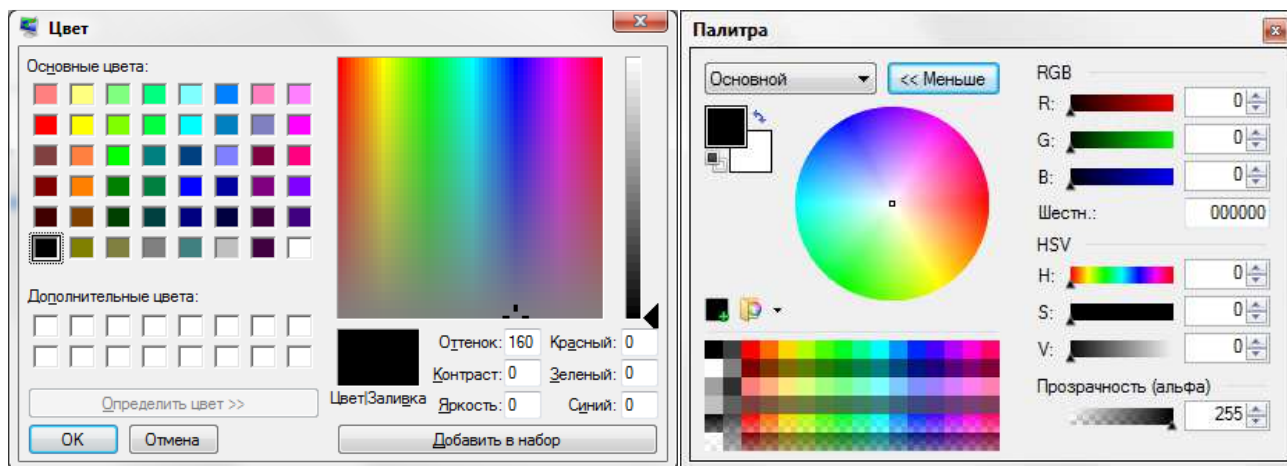 Цвет
Основные цвета:
Дополнительные цвета:
Определить цвет >>
OK
Отмена
Цвет|Заливка
Оттенок: 160
Контраст: 0
Яркость: 0
Красный: 0
Зеленый: 0
Синий: 0
Добавить в набор
Палитра
Основной
<< Меньше
RGB
R: 0
G: 0
B: 0
Шестн.: 000000
HSV
H: 0
S: 0
V: 0
Прозрачность (альфа)
255